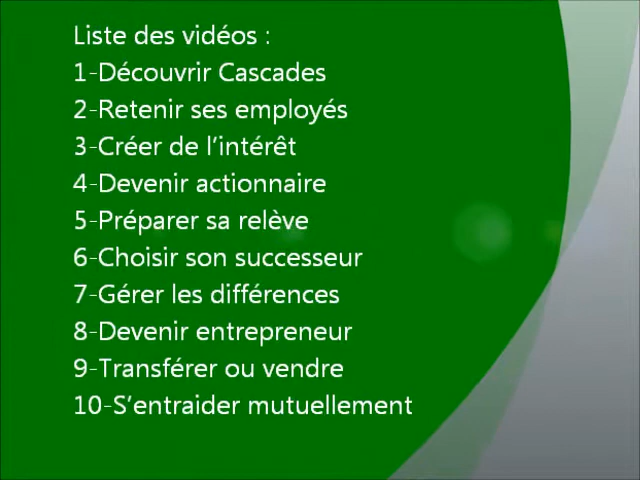 Liste des vidéos :
1-Découvrir Cascades
2-Retenir ses employés
3-Créer de l’intérêt
4-Devenir actionnaire
5-Préparer sa relève
6-Choisir son successeur
7-Gérer les différences
8-Devenir entrepreneur
9-Transférer ou vendre
10-S’entraider mutuellement